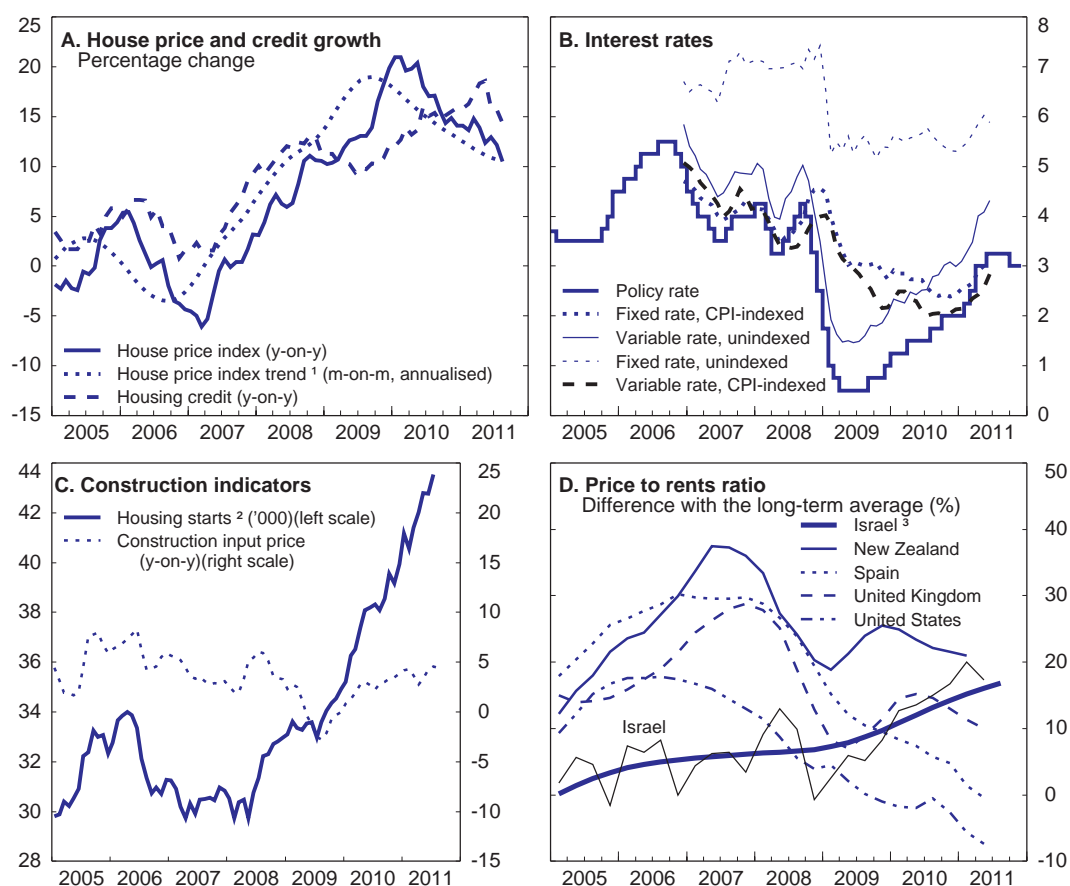 A. House price and credit growth
Percentage change
25
20
15
10
5
0
-5
-10
-15
House price index (y-on-y)
House price index trend ¹ (m-on-m, annualised)
Housing credit (y-on-y)
2005 2006 2007 2008 2009 2010 2011
B. Interest rates
8
7
6
5
4
3
2
1
0
Policy rate
Fixed rate, CPI-indexed
Variable rate, unindexed
Fixed rate, unindexed
Variable rate, CPI-indexed
2005 2006 2007 2008 2009 2010 2011
C. Construction indicators
44
42
40
38
36
34
32
30
28
Housing starts ² ('000)(left scale)
Construction input price
(y-on-y)(right scale)
25
20
15
10
5
0
-5
-10
-15
2005 2006 2007 2008 2009 2010 2011
D. Price to rents ratio
Difference with the long-term average (%)
50
40
30
20
10
0
-10
Israel ³
New Zealand
Spain
United Kingdom
United States
Israel
2005 2006 2007 2008 2009 2010 2011